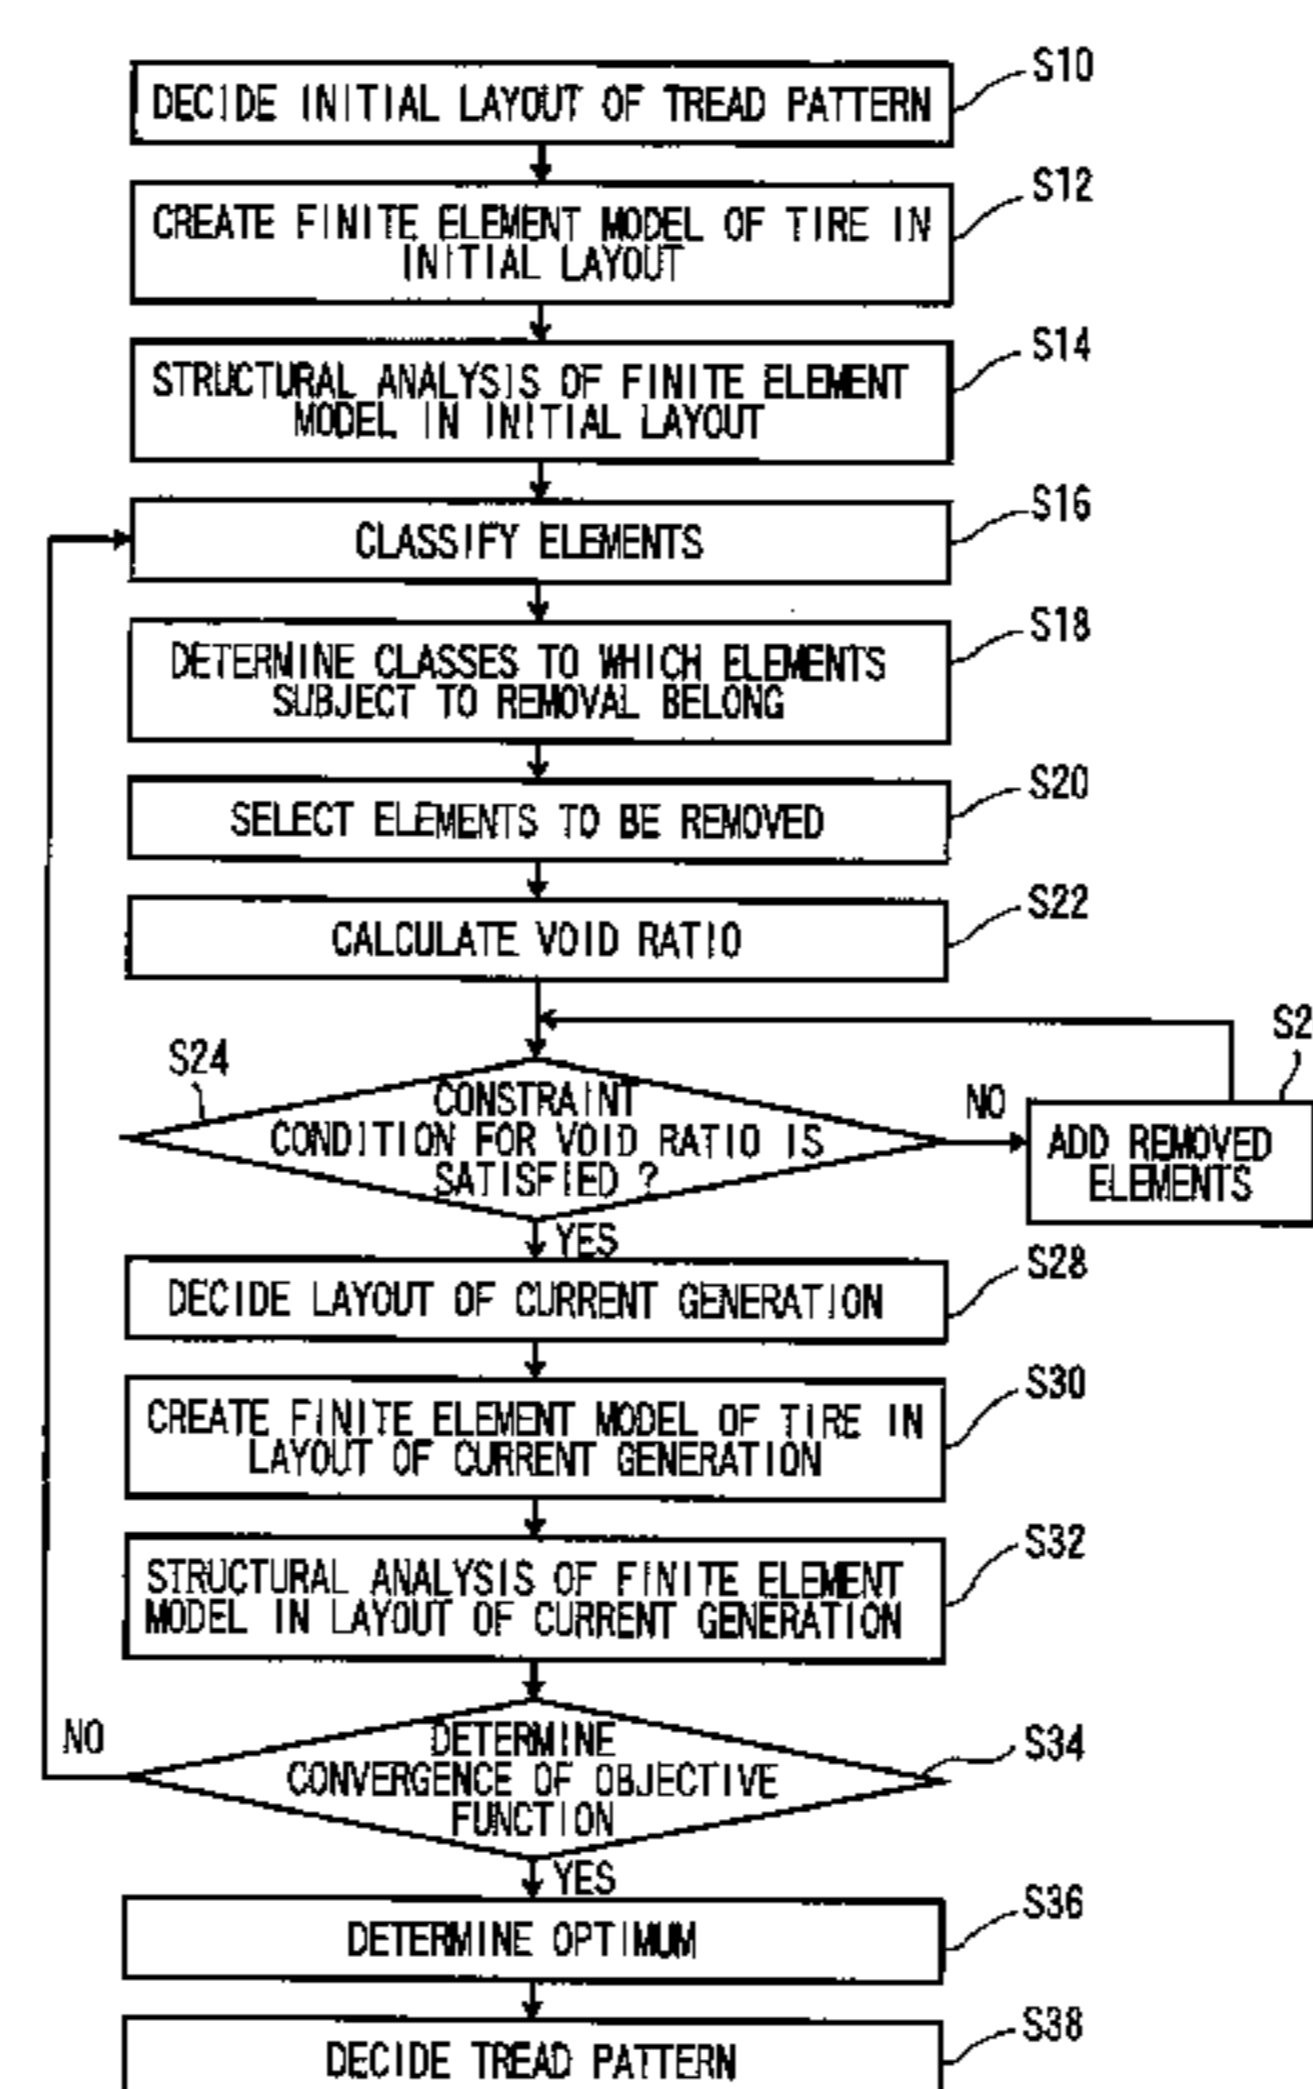 S10
DECIDE INITIAL LAYOUT OF TREAD PATTERN
S12
CREATE FINITE ELEMENT MODEL OF TIRE IN
INITIAL LAYOUT
S14
STRUCTURAL ANALYSIS OF FINITE ELEMENT
MODEL IN INITIAL LAYOUT
S16
CLASSIFY ELEMENTS
S18
DETERMINE CLASSES TO WHICH ELEMENTS
SUBJECT TO REMOVAL BELONG
S20
SELECT ELEMENTS TO BE REMOVED
S22
CALCULATE VOID RATIO
S24
CONSTRAINT
CONDITION FOR VOID RATIO IS
SATISFIED ?
NO
S2
ADD REMOVED
ELEMENTS
YES
S28
DECIDE LAYOUT OF CURRENT GENERATION
S30
CREATE FINITE ELEMENT MODEL OF TIRE IN
LAYOUT OF CURRENT GENERATION
S32
STRUCTURAL ANALYSIS OF FINITE ELEMENT
MODEL IN LAYOUT OF CURRENT GENERATION
NO
S34
DETERMINE
CONVERGENCE OF OBJECTIVE
FUNCTION
YES
S36
DETERMINE OPTIMUM
S38
DECIDE TREAD PATTERN